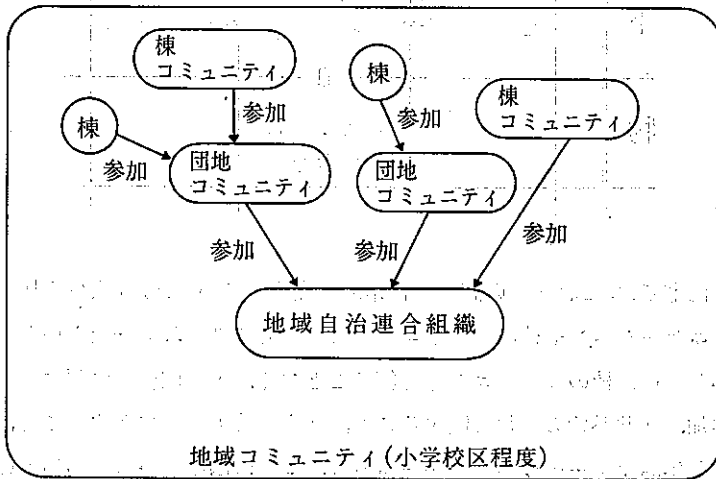 棟
コミュニティ
棟
棟
コミュニティ
参加
参加
棟
参加
団地
コミュニティ
団地
コミュニティ
参加
参加
参加
地域自治連合組織
地域コミュニティ(小学校区程度)